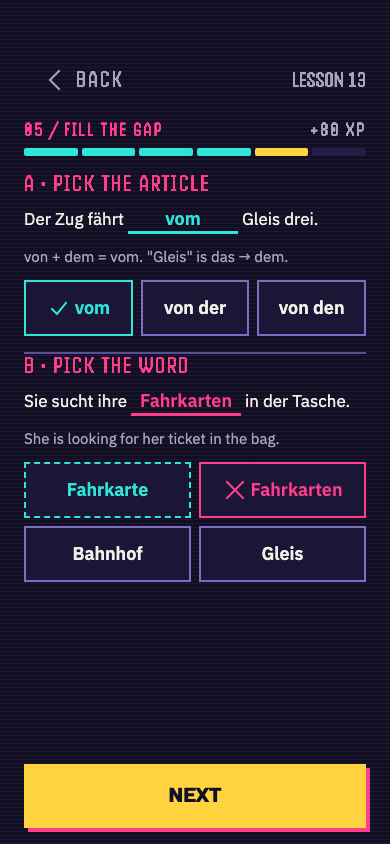 BACK
LESSON 13
05 / FILL THE GAP
+80 XP
A · PICK THE ARTICLE
Der Zug fährt vom Gleis drei.
von + dem = vom. "Gleis" is das → dem.
✓ vom
von der
von den
B · PICK THE WORD
Sie sucht ihre Fahrkarten in der Tasche.
She is looking for her ticket in the bag.
Fahrkarte
Fahrkarten
Bahnhof
Gleis
NEXT